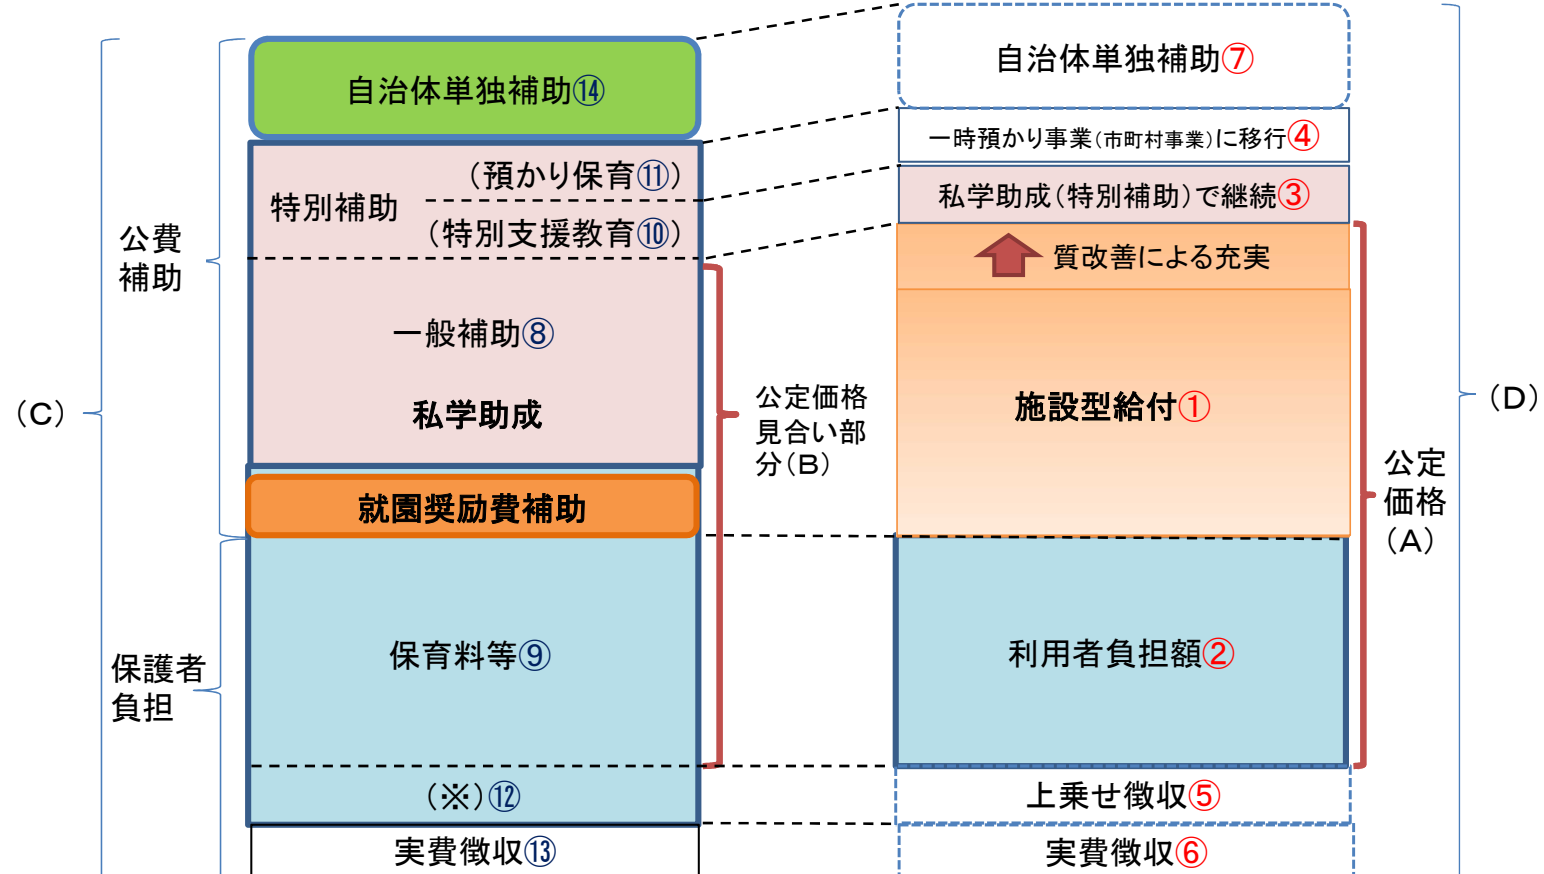 自治体単独補助⑭
特別補助
(預かり保育⑪)
(特別支援教育⑩)
一般補助⑧
私学助成
就園奨励費補助
保育料等⑨
(※)⑫
実費徴収⑬
公費
補助
(C)
保護者
負担
公定価格
見合い部
分(B)
自治体単独補助⑦
一時預かり事業(市町村事業)に移行④
私学助成(特別補助)で継続③
質改善による充実
施設型給付①
利用者負担額②
上乗せ徴収⑤
実費徴収⑥
公定
価格
(A)
(D)